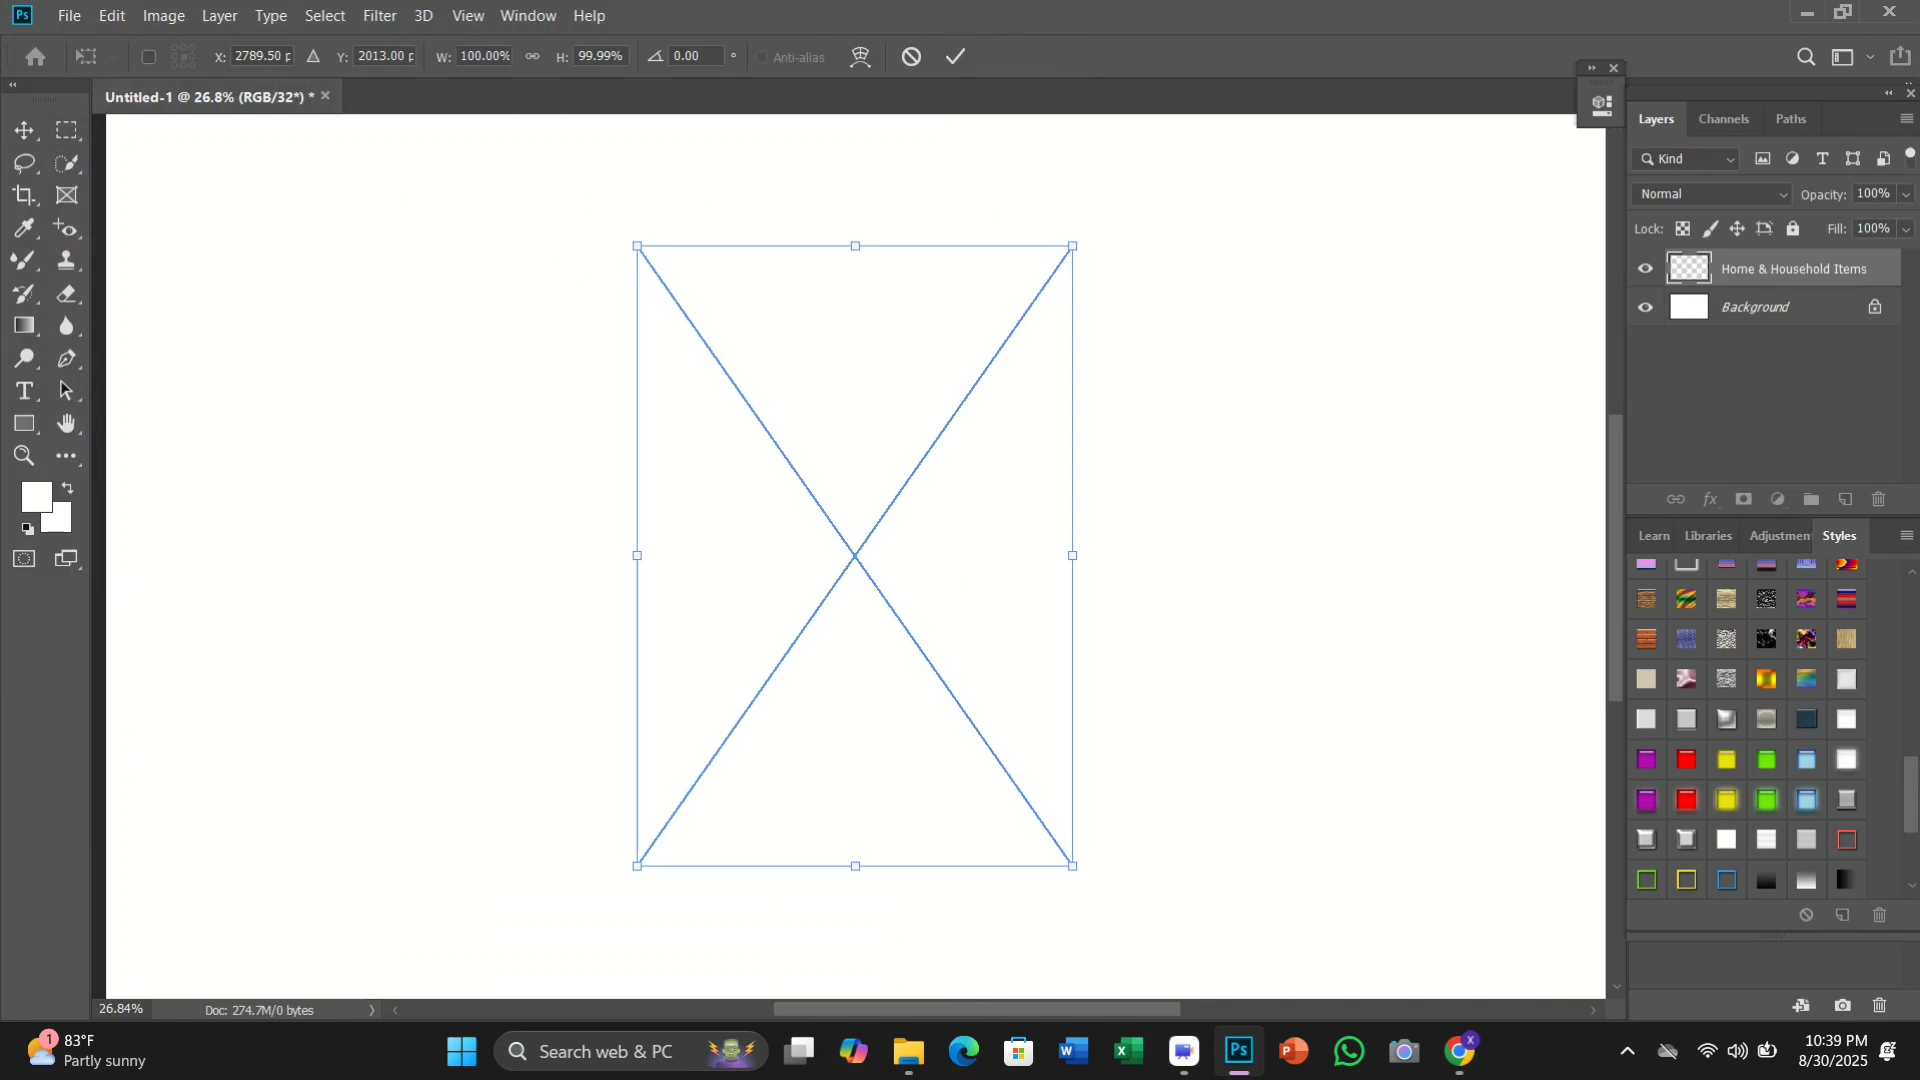 Ps File Edit Image Layer Type Select Filter 3D View Window Help
X: 2789.50 p Y: 2013.00 p W: 100.00% H: 99.99% 0.00 ° Anti-alias
Untitled-1 @ 26.8% (RGB/32*) *
Layers Channels Paths
Kind
Normal Opacity: 100%
Lock: Fill: 100%
Home & Household Items
Background
Learn Libraries Adjustmen Styles
26.84% Doc: 274.7M/0 bytes
1 83°F
Partly sunny
Search web & PC
Ps
X
10:39 PM
8/30/2025